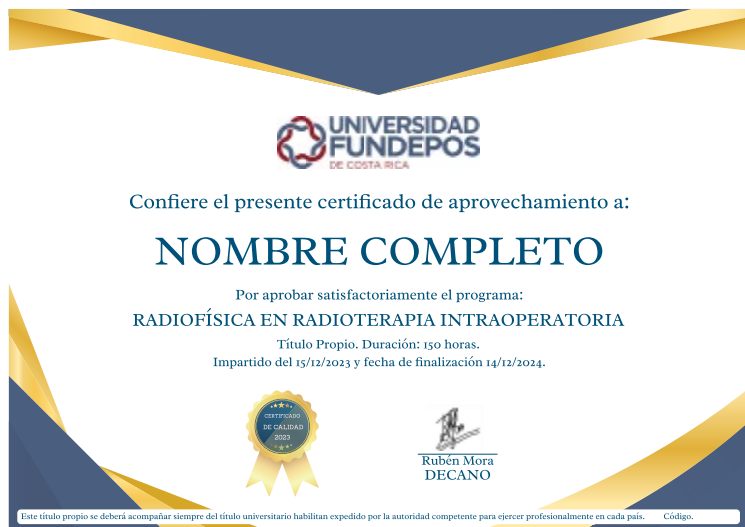 UNIVERSIDAD
FUNDEPOS
DE COSTA RICA
Confiere el presente certificado de aprovechamiento a:
NOMBRE COMPLETO
Por aprobar satisfactoriamente el programa:
RADIOFÍSICA EN RADIOTERAPIA INTRAOPERATORIA
Título Propio. Duración: 150 horas.
Impartido del 15/12/2023 y fecha de finalización 14/12/2024.
CERTIFICADO
DE CALIDAD
2023
Rubén Mora
DECANO
Este título propio se deberá acompañar siempre del título universitario habilitan expedido por la autoridad competente para ejercer profesionalmente en cada país. Código.